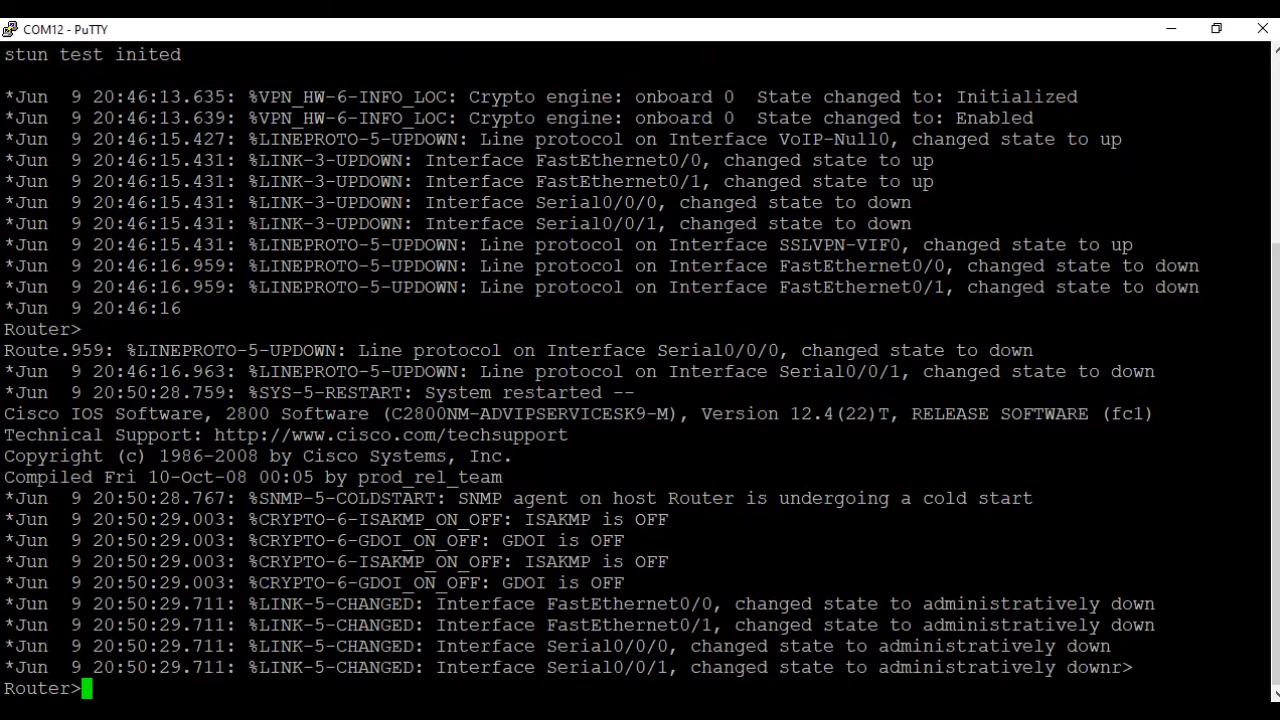 COM12 - PuTTY
stun test inited
*Jun  9 20:46:13.635: %VPN_HW-6-INFO_LOC: Crypto engine: onboard 0  State changed to: Initialized
*Jun  9 20:46:13.639: %VPN_HW-6-INFO_LOC: Crypto engine: onboard 0  State changed to: Enabled
*Jun  9 20:46:15.427: %LINEPROTO-5-UPDOWN: Line protocol on Interface VoIP-Null0, changed state to up
*Jun  9 20:46:15.431: %LINK-3-UPDOWN: Interface FastEthernet0/0, changed state to up
*Jun  9 20:46:15.431: %LINK-3-UPDOWN: Interface FastEthernet0/1, changed state to up
*Jun  9 20:46:15.431: %LINK-3-UPDOWN: Interface Serial0/0/0, changed state to down
*Jun  9 20:46:15.431: %LINK-3-UPDOWN: Interface Serial0/0/1, changed state to down
*Jun  9 20:46:15.431: %LINEPROTO-5-UPDOWN: Line protocol on Interface SSLVPN-VIF0, changed state to up
*Jun  9 20:46:16.959: %LINEPROTO-5-UPDOWN: Line protocol on Interface FastEthernet0/0, changed state to down
*Jun  9 20:46:16.959: %LINEPROTO-5-UPDOWN: Line protocol on Interface FastEthernet0/1, changed state to down
*Jun  9 20:46:16
Router>
Route.959: %LINEPROTO-5-UPDOWN: Line protocol on Interface Serial0/0/0, changed state to down
*Jun  9 20:46:16.963: %LINEPROTO-5-UPDOWN: Line protocol on Interface Serial0/0/1, changed state to down
*Jun  9 20:50:28.759: %SYS-5-RESTART: System restarted --
Cisco IOS Software, 2800 Software (C2800NM-ADVIPSERVICESK9-M), Version 12.4(22)T, RELEASE SOFTWARE (fc1)
Technical Support: http://www.cisco.com/techsupport
Copyright (c) 1986-2008 by Cisco Systems, Inc.
Compiled Fri 10-Oct-08 00:05 by prod_rel_team
*Jun  9 20:50:28.767: %SNMP-5-COLDSTART: SNMP agent on host Router is undergoing a cold start
*Jun  9 20:50:29.003: %CRYPTO-6-ISAKMP_ON_OFF: ISAKMP is OFF
*Jun  9 20:50:29.003: %CRYPTO-6-GDOI_ON_OFF: GDOI is OFF
*Jun  9 20:50:29.003: %CRYPTO-6-ISAKMP_ON_OFF: ISAKMP is OFF
*Jun  9 20:50:29.003: %CRYPTO-6-GDOI_ON_OFF: GDOI is OFF
*Jun  9 20:50:29.711: %LINK-5-CHANGED: Interface FastEthernet0/0, changed state to administratively down
*Jun  9 20:50:29.711: %LINK-5-CHANGED: Interface FastEthernet0/1, changed state to administratively down
*Jun  9 20:50:29.711: %LINK-5-CHANGED: Interface Serial0/0/0, changed state to administratively down
*Jun  9 20:50:29.711: %LINK-5-CHANGED: Interface Serial0/0/1, changed state to administratively downr>
Router>